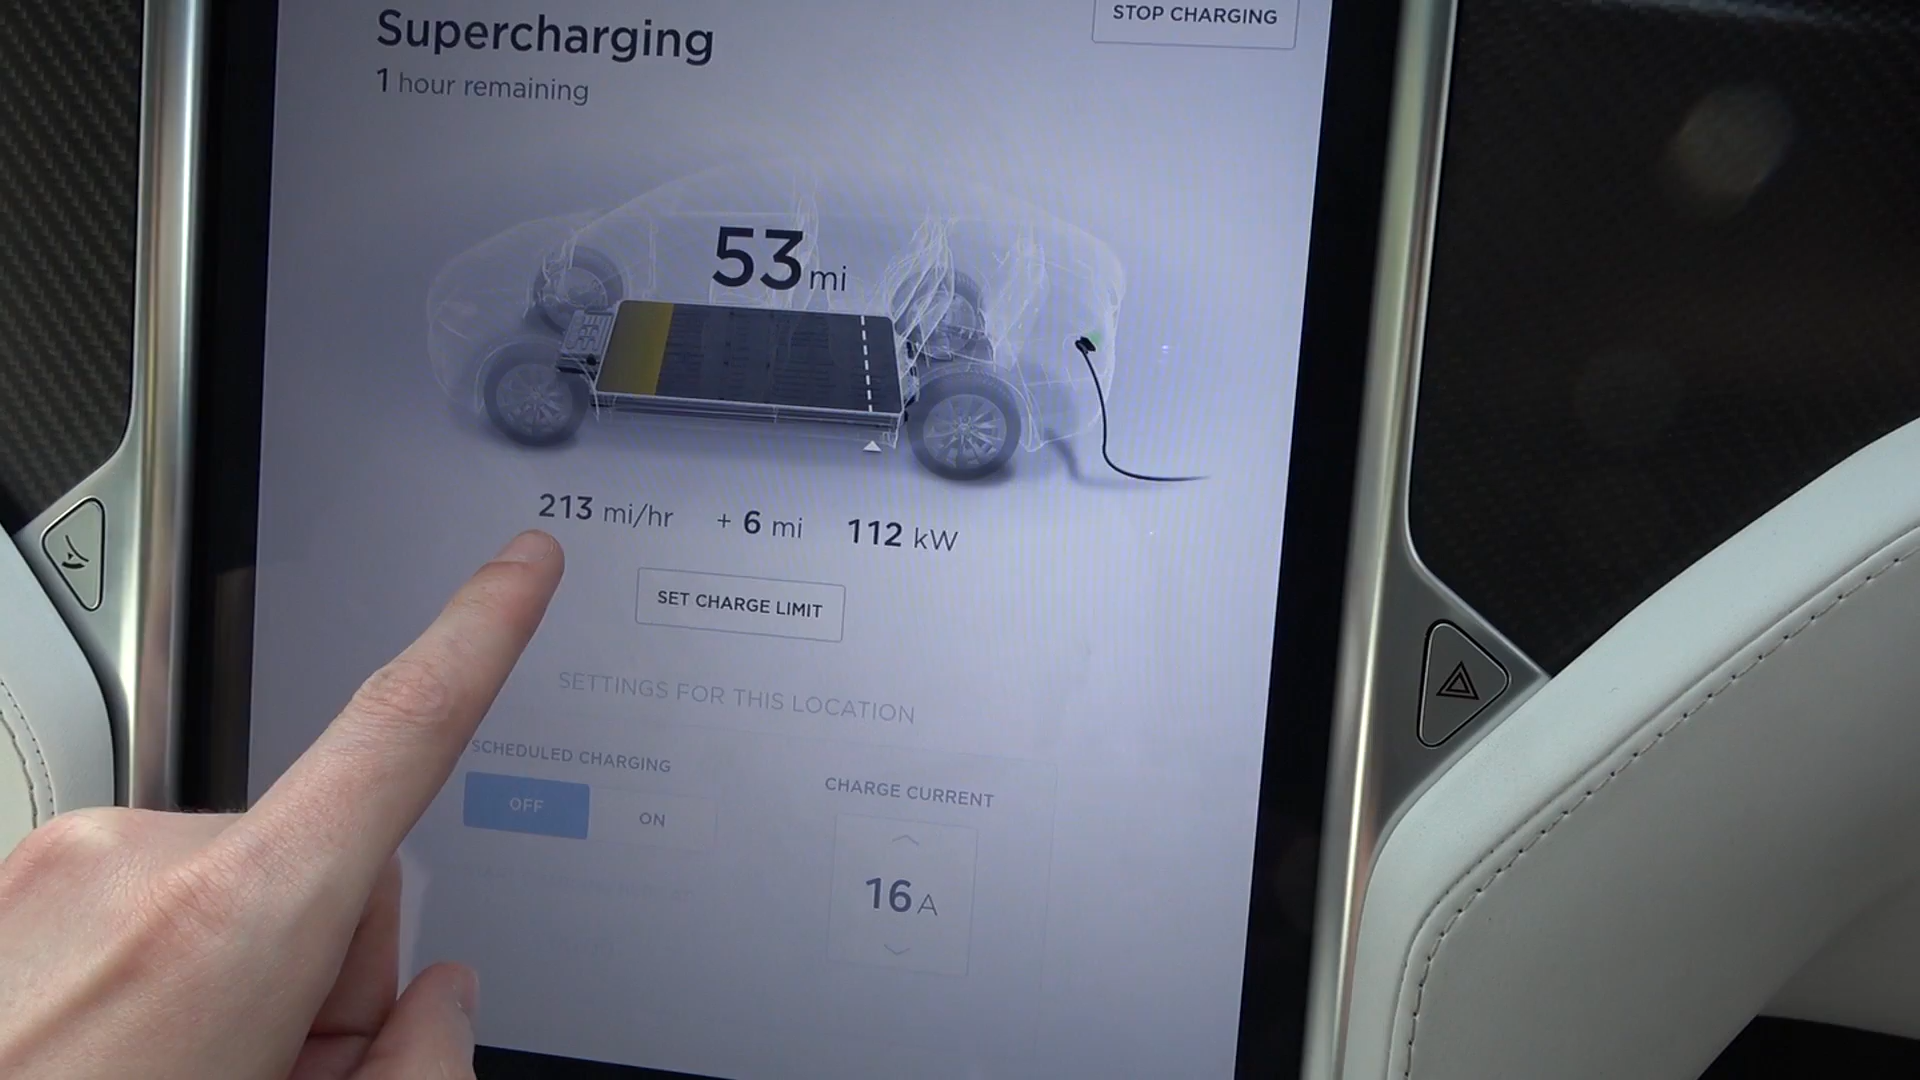 Supercharging
STOP CHARGING
1 hour remaining
53 mi
213 mi/hr + 6 mi 112 kW
SET CHARGE LIMIT
SETTINGS FOR THIS LOCATION
SCHEDULED CHARGING
OFF ON
CHARGE CURRENT
16 A